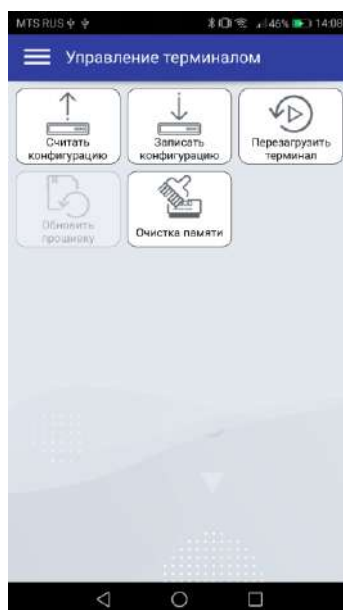 MTS RUS 46% 14:08
Управление терминалом
Считать
конфигурацию
Записать
конфигурацию
Перезагрузить
терминал
Обновить
прошивку
Очистка памяти